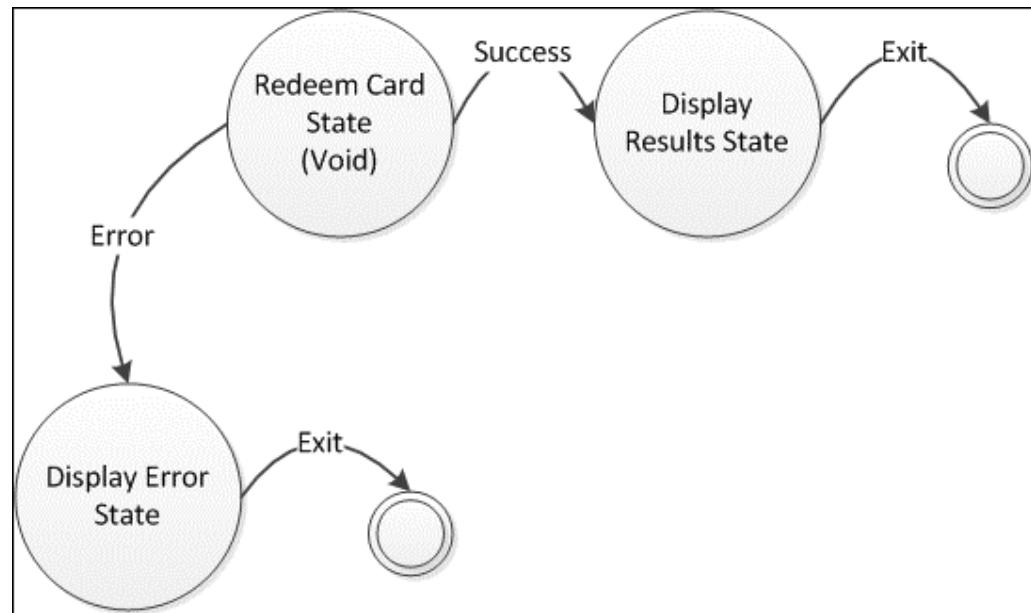 Redeem Card
State
(Void)
Success
Display
Results State
Exit
Error
Display Error
State
Exit